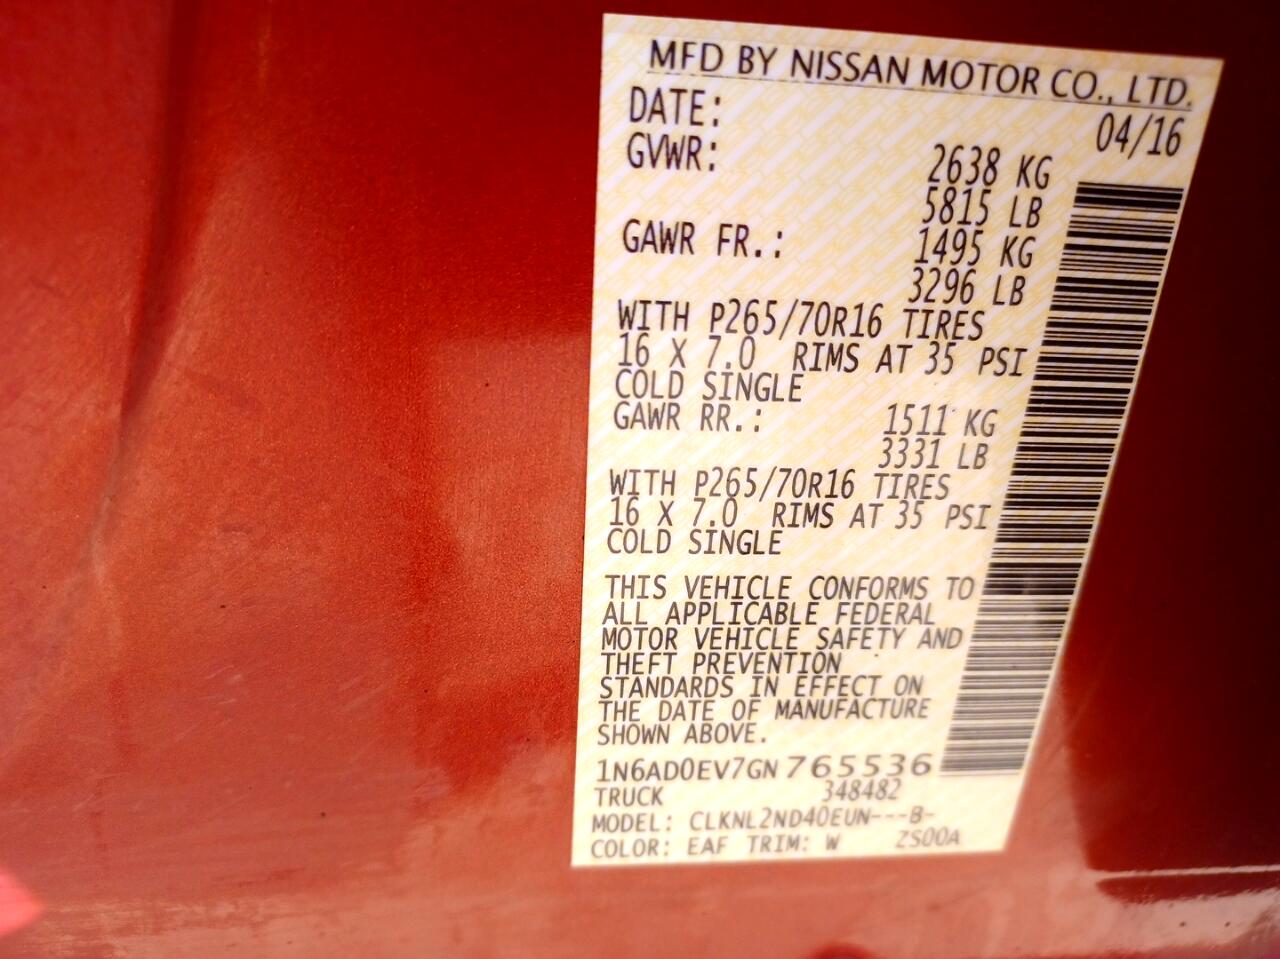 MFD BY NISSAN MOTOR CO., LTD.
DATE: 04/16
GVWR: 2638 KG
5815 LB
GAWR FR.: 1495 KG
3296 LB
WITH P265/70R16 TIRES
16 X 7.0 RIMS AT 35 PSI
COLD SINGLE
GAWR RR.: 1511 KG
3331 LB
WITH P265/70R16 TIRES
16 X 7.0 RIMS AT 35 PSI
COLD SINGLE
THIS VEHICLE CONFORMS TO
ALL APPLICABLE FEDERAL
MOTOR VEHICLE SAFETY AND
THEFT PREVENTION
STANDARDS IN EFFECT ON
THE DATE OF MANUFACTURE
SHOWN ABOVE.
1N6AD0EV7GN765536
TRUCK 348482
MODEL: CLKNL2ND40EUN---B-
COLOR: EAF TRIM: W ZS00A